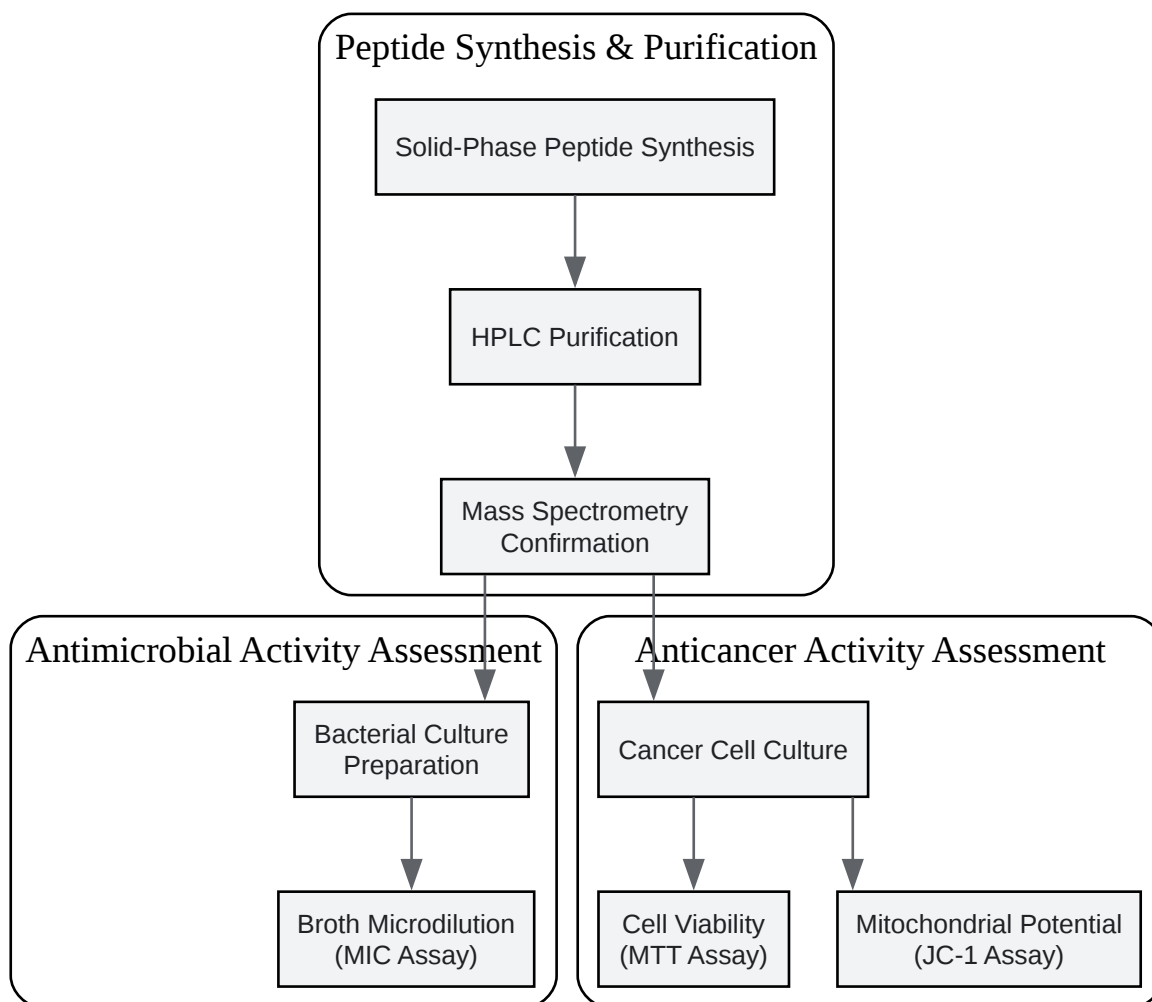 Peptide Synthesis & Purification
Solid-Phase Peptide Synthesis
HPLC Purification
Mass Spectrometry
Confirmation
Antimicrobial Activity Assessment
Bacterial Culture
Preparation
Broth Microdilution
(MIC Assay)
Anticancer Activity Assessment
Cancer Cell Culture
Cell Viability
(MTT Assay)
Mitochondrial Potential
(JC-1 Assay)